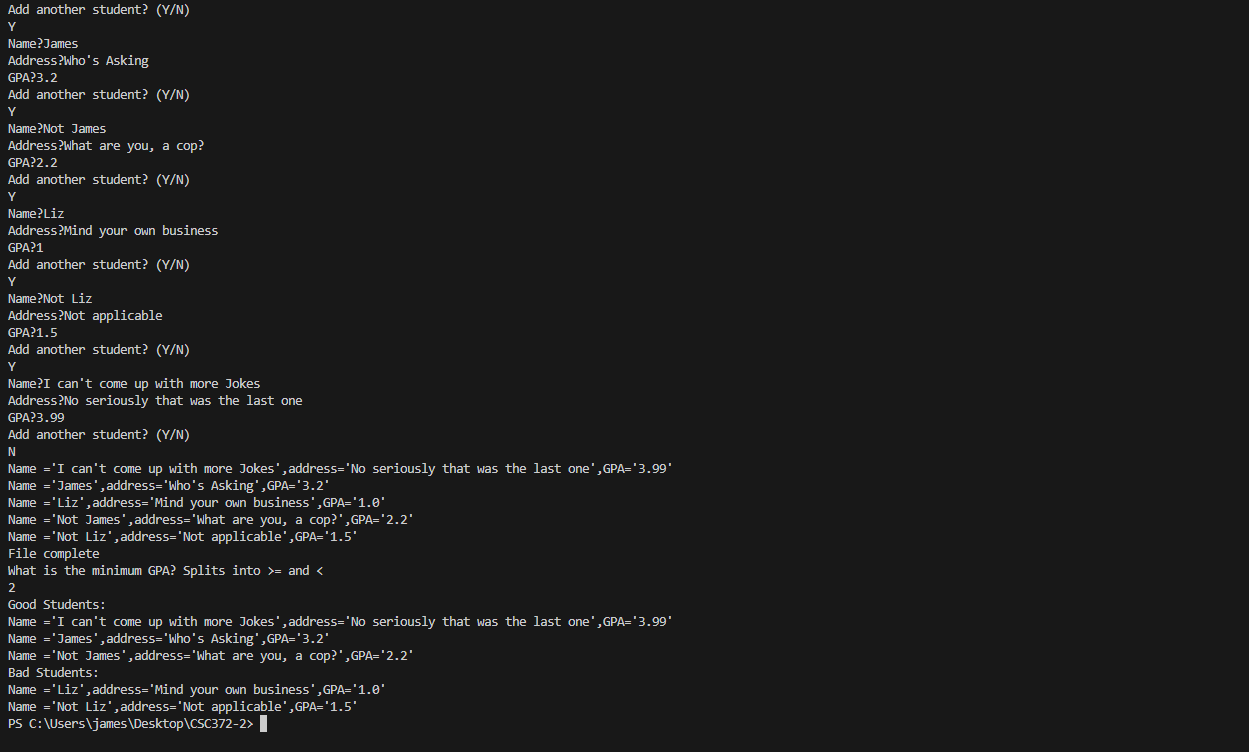 Add another student? (Y/N)
Y
Name?James
Address?Who's Asking
GPA?3.2
Add another student? (Y/N)
Y
Name?Not James
Address?What are you, a cop?
GPA?2.2
Add another student? (Y/N)
Y
Name?Liz
Address?Mind your own business
GPA?1
Add another student? (Y/N)
Y
Name?Not Liz
Address?Not applicable
GPA?1.5
Add another student? (Y/N)
Y
Name?I can't come up with more Jokes
Address?No seriously that was the last one
GPA?3.99
Add another student? (Y/N)
N
Name ='I can't come up with more Jokes',address='No seriously that was the last one',GPA='3.99'
Name ='James',address='Who's Asking',GPA='3.2'
Name ='Liz',address='Mind your own business',GPA='1.0'
Name ='Not James',address='What are you, a cop?',GPA='2.2'
Name ='Not Liz',address='Not applicable',GPA='1.5'
File complete
What is the minimum GPA? Splits into >= and <
2
Good Students:
Name ='I can't come up with more Jokes',address='No seriously that was the last one',GPA='3.99'
Name ='James',address='Who's Asking',GPA='3.2'
Name ='Not James',address='What are you, a cop?',GPA='2.2'
Bad Students:
Name ='Liz',address='Mind your own business',GPA='1.0'
Name ='Not Liz',address='Not applicable',GPA='1.5'
PS C:\Users\james\Desktop\CSC372-2>